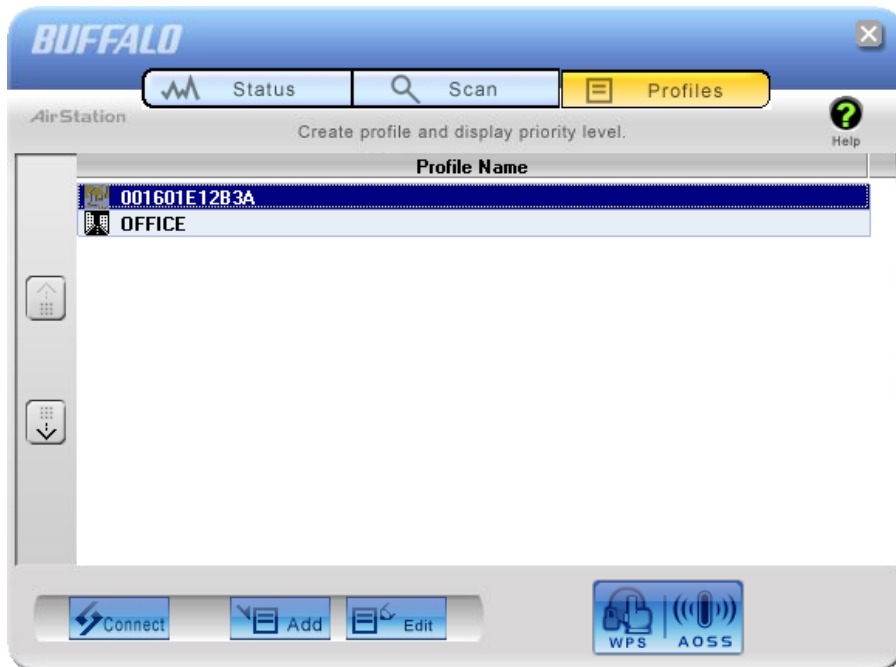 BUFFALO
Status
Scan
Profiles
AirStation
Create profile and display priority level.
Help
Profile Name
001601E12B3A
OFFICE
Connect
Add
Edit
WPS
AOSS